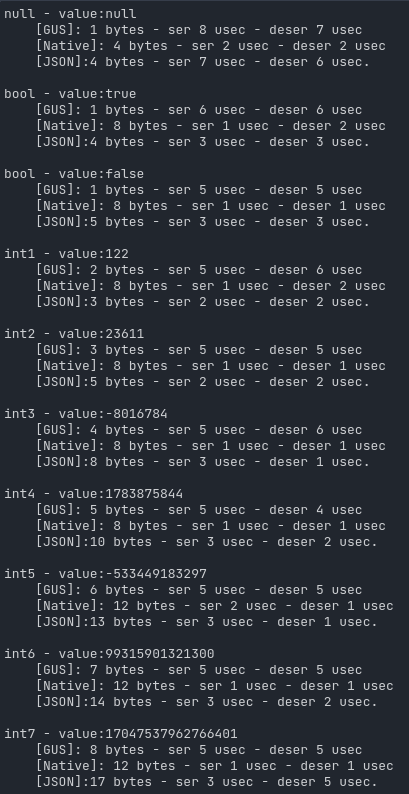 null - value:null
[GUS]: 1 bytes - ser 8 usec - deser 7 usec
[Native]: 4 bytes - ser 2 usec - deser 2 usec
[JSON]:4 bytes - ser 7 usec - deser 6 usec.
bool - value:true
[GUS]: 1 bytes - ser 6 usec - deser 6 usec
[Native]: 8 bytes - ser 1 usec - deser 2 usec
[JSON]:4 bytes - ser 3 usec - deser 3 usec.
bool - value:false
[GUS]: 1 bytes - ser 5 usec - deser 5 usec
[Native]: 8 bytes - ser 1 usec - deser 1 usec
[JSON]:5 bytes - ser 3 usec - deser 3 usec.
int1 - value:122
[GUS]: 2 bytes - ser 5 usec - deser 6 usec
[Native]: 8 bytes - ser 1 usec - deser 2 usec
[JSON]:3 bytes - ser 2 usec - deser 2 usec.
int2 - value:23611
[GUS]: 3 bytes - ser 5 usec - deser 5 usec
[Native]: 8 bytes - ser 1 usec - deser 1 usec
[JSON]:5 bytes - ser 2 usec - deser 2 usec.
int3 - value:-8016784
[GUS]: 4 bytes - ser 5 usec - deser 6 usec
[Native]: 8 bytes - ser 1 usec - deser 1 usec
[JSON]:8 bytes - ser 3 usec - deser 1 usec.
int4 - value:1783875844
[GUS]: 5 bytes - ser 5 usec - deser 4 usec
[Native]: 8 bytes - ser 1 usec - deser 1 usec
[JSON]:10 bytes - ser 3 usec - deser 2 usec.
int5 - value:-533449183297
[GUS]: 6 bytes - ser 5 usec - deser 5 usec
[Native]: 12 bytes - ser 2 usec - deser 1 usec
[JSON]:13 bytes - ser 3 usec - deser 1 usec.
int6 - value:99315901321300
[GUS]: 7 bytes - ser 5 usec - deser 5 usec
[Native]: 12 bytes - ser 1 usec - deser 1 usec
[JSON]:14 bytes - ser 3 usec - deser 2 usec.
int7 - value:17047537962766401
[GUS]: 8 bytes - ser 5 usec - deser 5 usec
[Native]: 12 bytes - ser 1 usec - deser 1 usec
[JSON]:17 bytes - ser 3 usec - deser 5 usec.